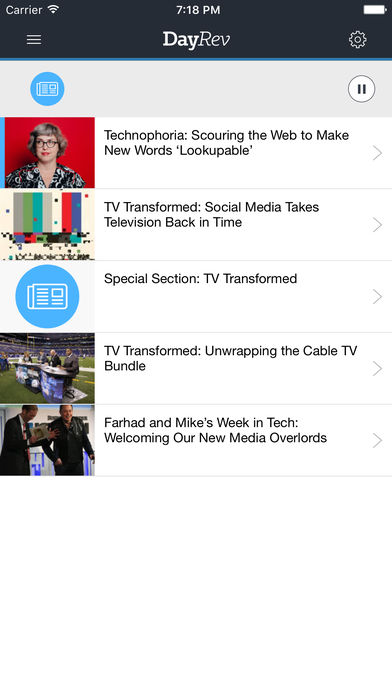 Carrier 7:18 PM
DayRev
Technophoria: Scouring the Web to Make
New Words ‘Lookupable’
TV Transformed: Social Media Takes
Television Back in Time
Special Section: TV Transformed
TV Transformed: Unwrapping the Cable TV
Bundle
Farhad and Mike’s Week in Tech:
Welcoming Our New Media Overlords